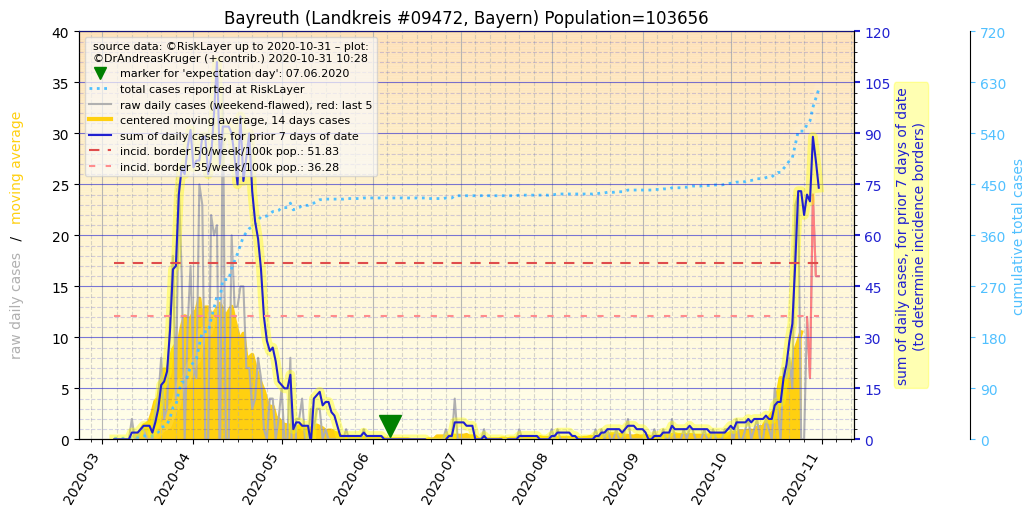 Bayreuth (Landkreis #09472, Bayern) Population=103656
source data: ©RiskLayer up to 2020-10-31 – plot:
©DrAndreasKruger (+contrib.) 2020-10-31 10:28
marker for 'expectation day': 07.06.2020
total cases reported at RiskLayer
raw daily cases (weekend-flawed), red: last 5
centered moving average, 14 days cases
sum of daily cases, for prior 7 days of date
incid. border 50/week/100k pop.: 51.83
incid. border 35/week/100k pop.: 36.28
raw daily cases / moving average
40
35
30
25
20
15
10
5
0
120
105
90
75
60
45
30
15
0
sum of daily cases, for prior 7 days of date
(to determine incidence borders)
720
630
540
450
360
270
180
90
0
cumulative total cases
2020-03
2020-04
2020-05
2020-06
2020-07
2020-08
2020-09
2020-10
2020-11